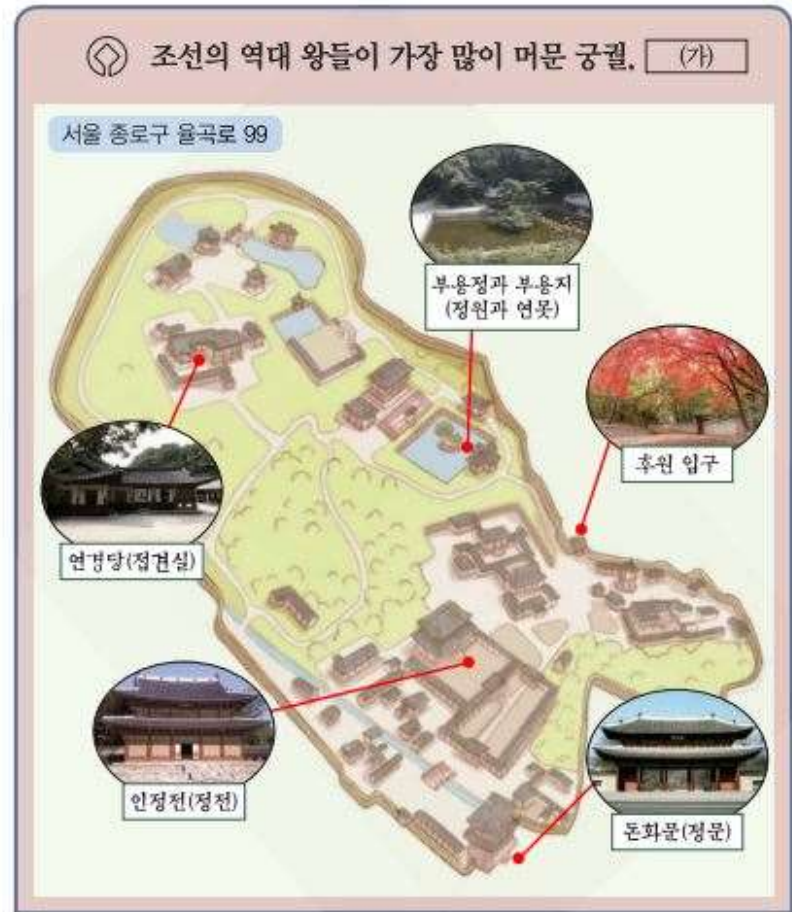 조선의 역대 왕들이 가장 많이 머문 궁궐. (가)
서울 종로구 율곡로 99
부용정과 부용지
(정원과 연못)
후원 입구
연경당(접견실)
인정전(정전)
돈화문(정문)